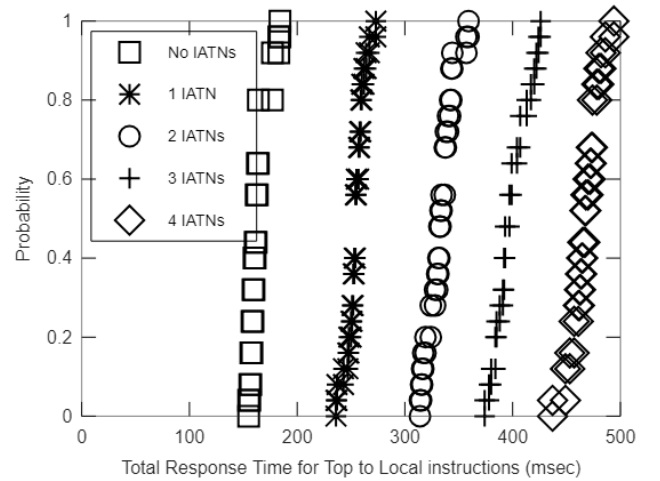 1
No IATNs
1 IATN
0.8
2 IATNs
3 IATNs
0.6
4 IATNs
Probability
0.4
0.2
0
0 100 200 300 400 500
Total Response Time for Top to Local instructions (msec)